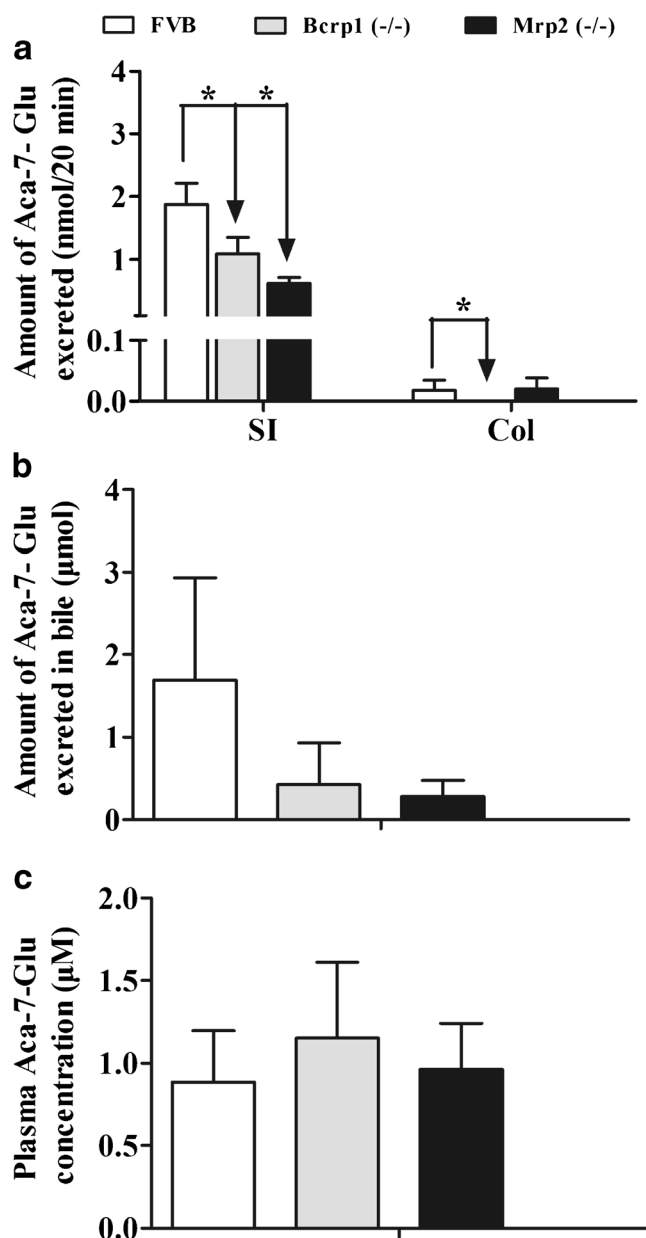 FVB Bcrp1 (-/-) Mrp2 (-/-)
a
Amount of Aca-7- Glu
excreted (nmol/20 min)
4
3
2
1
0.1
0.0
* *
*
SI Col
b
Amount of Aca-7- Glu
excreted in bile (µmol)
4
3
2
1
0
c
Plasma Aca-7-Glu
concentration (µM)
2.0
1.5
1.0
0.5
0.0